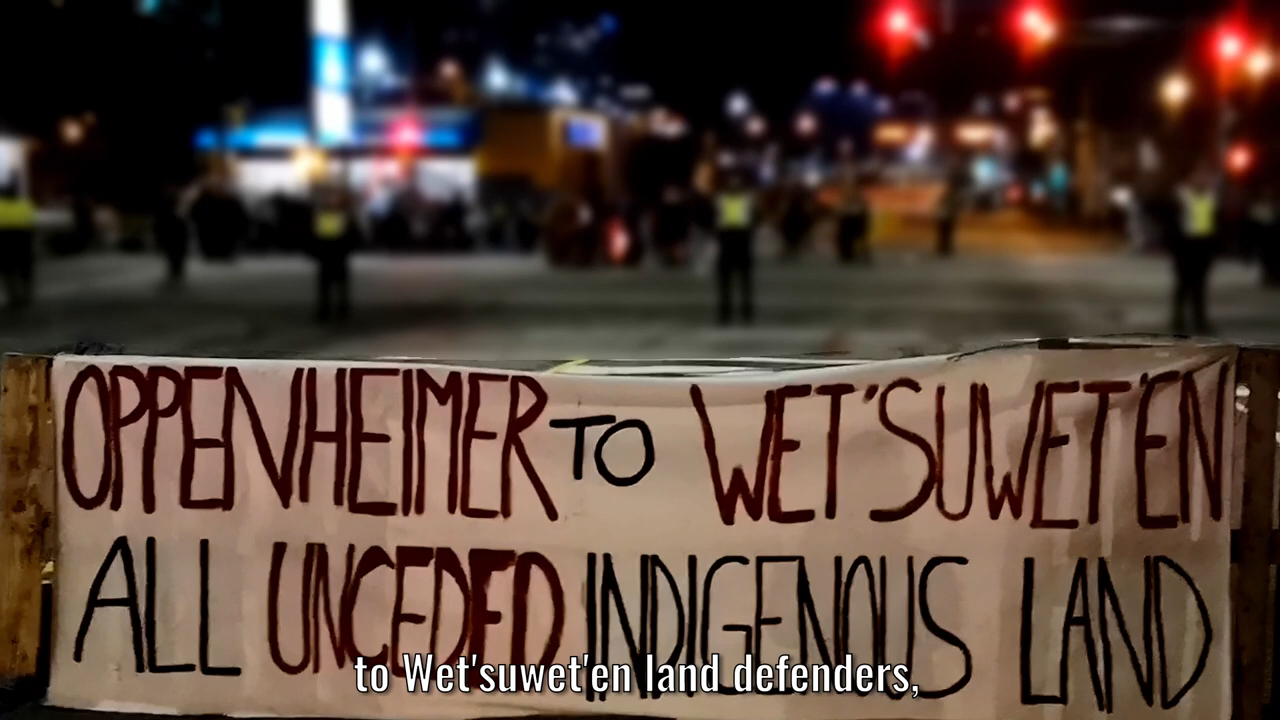 OPPENHEIMER TO WET'SUWET'EN
ALL UNCEDED INDIGENOUS LAND
to Wet'suwet'en land defenders,